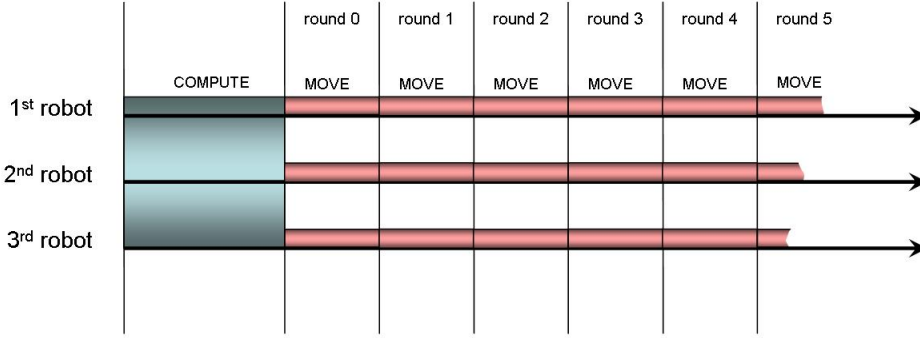 round 0 round 1 round 2 round 3 round 4 round 5
COMPUTE MOVE MOVE MOVE MOVE MOVE MOVE
1st robot
2nd robot
3rd robot